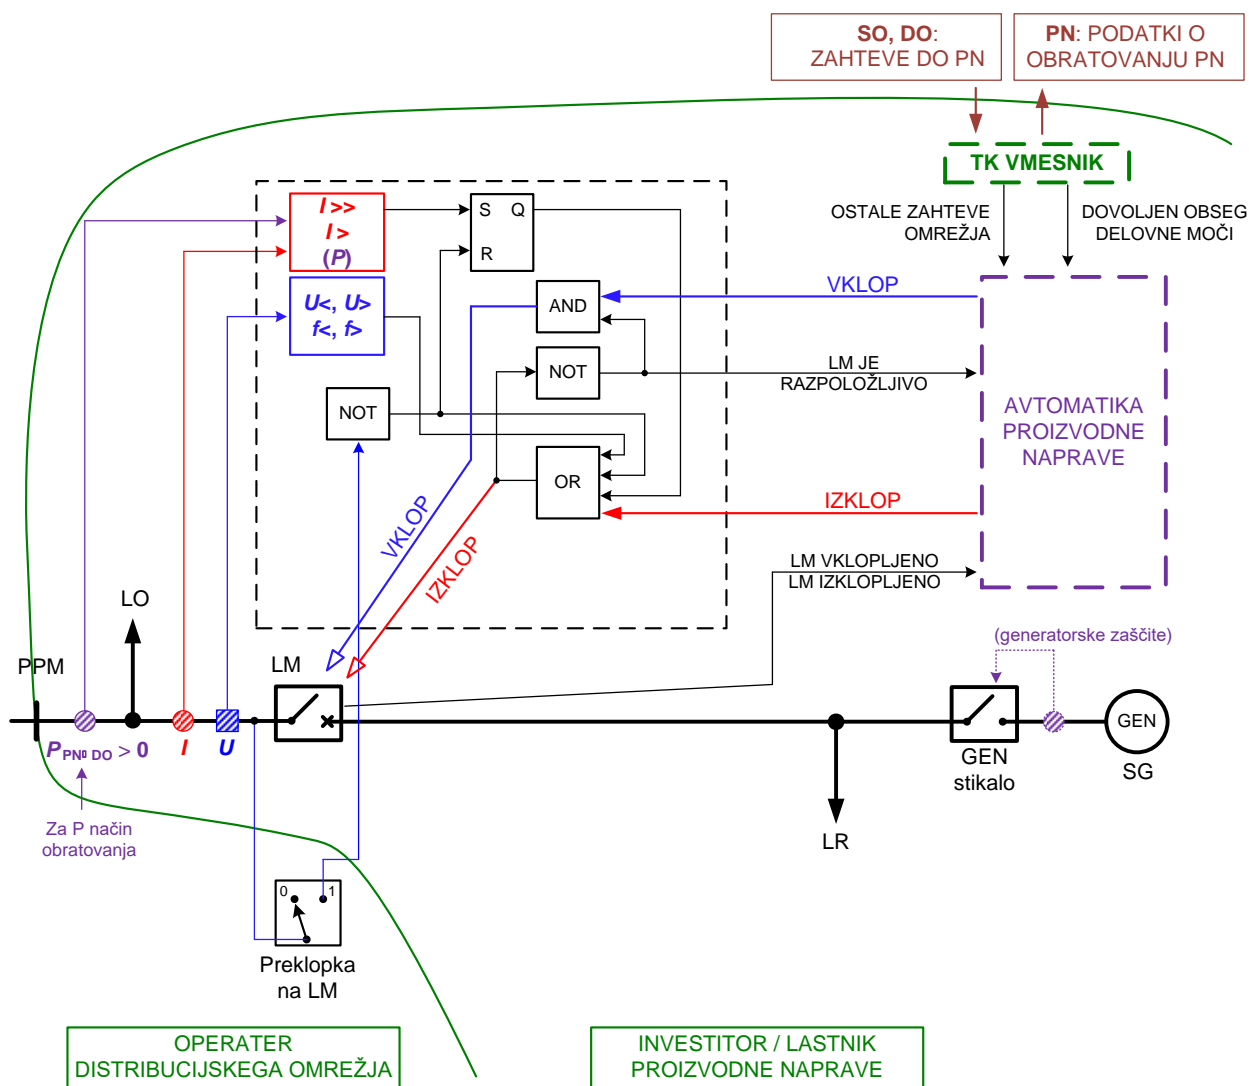 SO, DO:
ZAHTEVE DO PN
PN: PODATKI O
OBRATOVANJU PN
TK VMESNIK
OSTALE ZAHTEVE
OMREŽJA
DOVOLJEN OBSEG
DELOVNE MOČI
I >>
I >
(P)
S Q
R
U<, U>
f<, f>
AND
NOT
NOT
OR
VKLOP
LM JE
RAZPOLOŽLJIVO
AVTOMATIKA
PROIZVODNE
NAPRAVE
IZKLOP
VKLOP
IZKLOP
LM VKLOPLJENO
LM IZKLOPLJENO
LO
PPM
LM
(generatorske zaščite)
GEN
P PN DO > 0
I
U
GEN
stikalo
SG
Za P način
obratovanja
LR
0 1
Preklopka
na LM
OPERATER
DISTRIBUCIJSKEGA OMREŽJA
INVESTITOR / LASTNIK
PROIZVODNE NAPRAVE